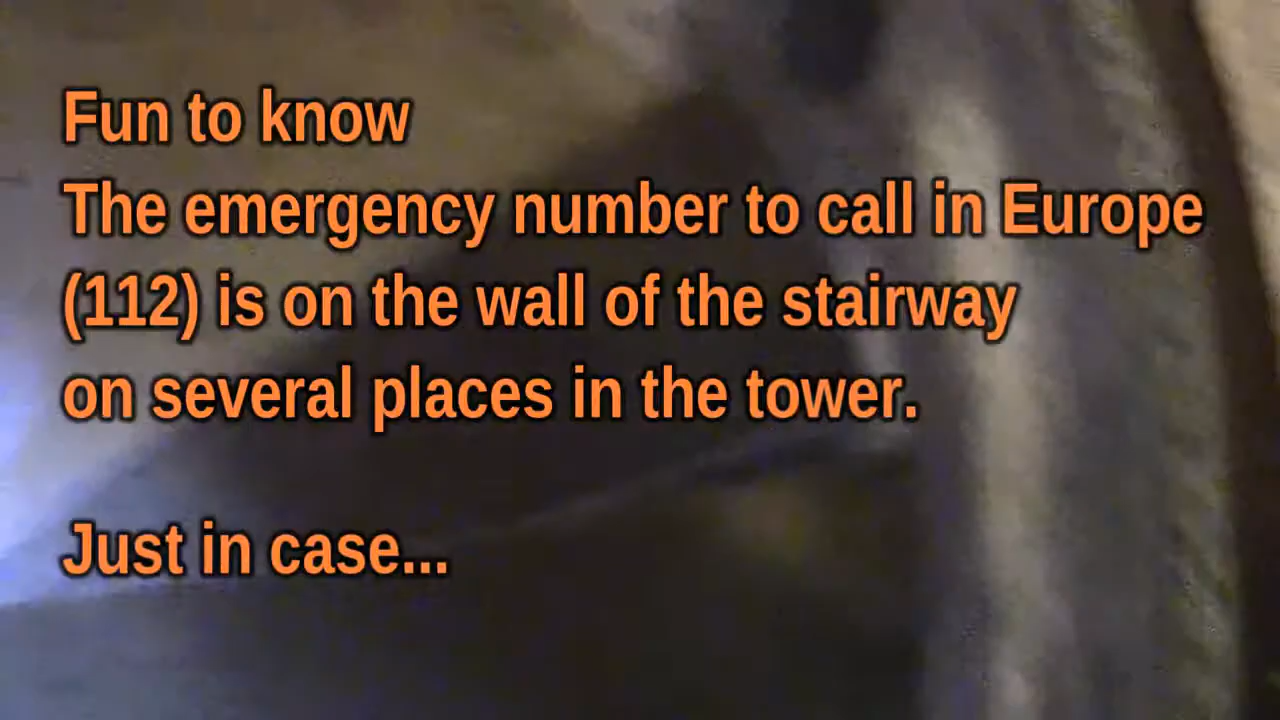 Fun to know
The emergency number to call in Europe
(112) is on the wall of the stairway
on several places in the tower.
Just in case...